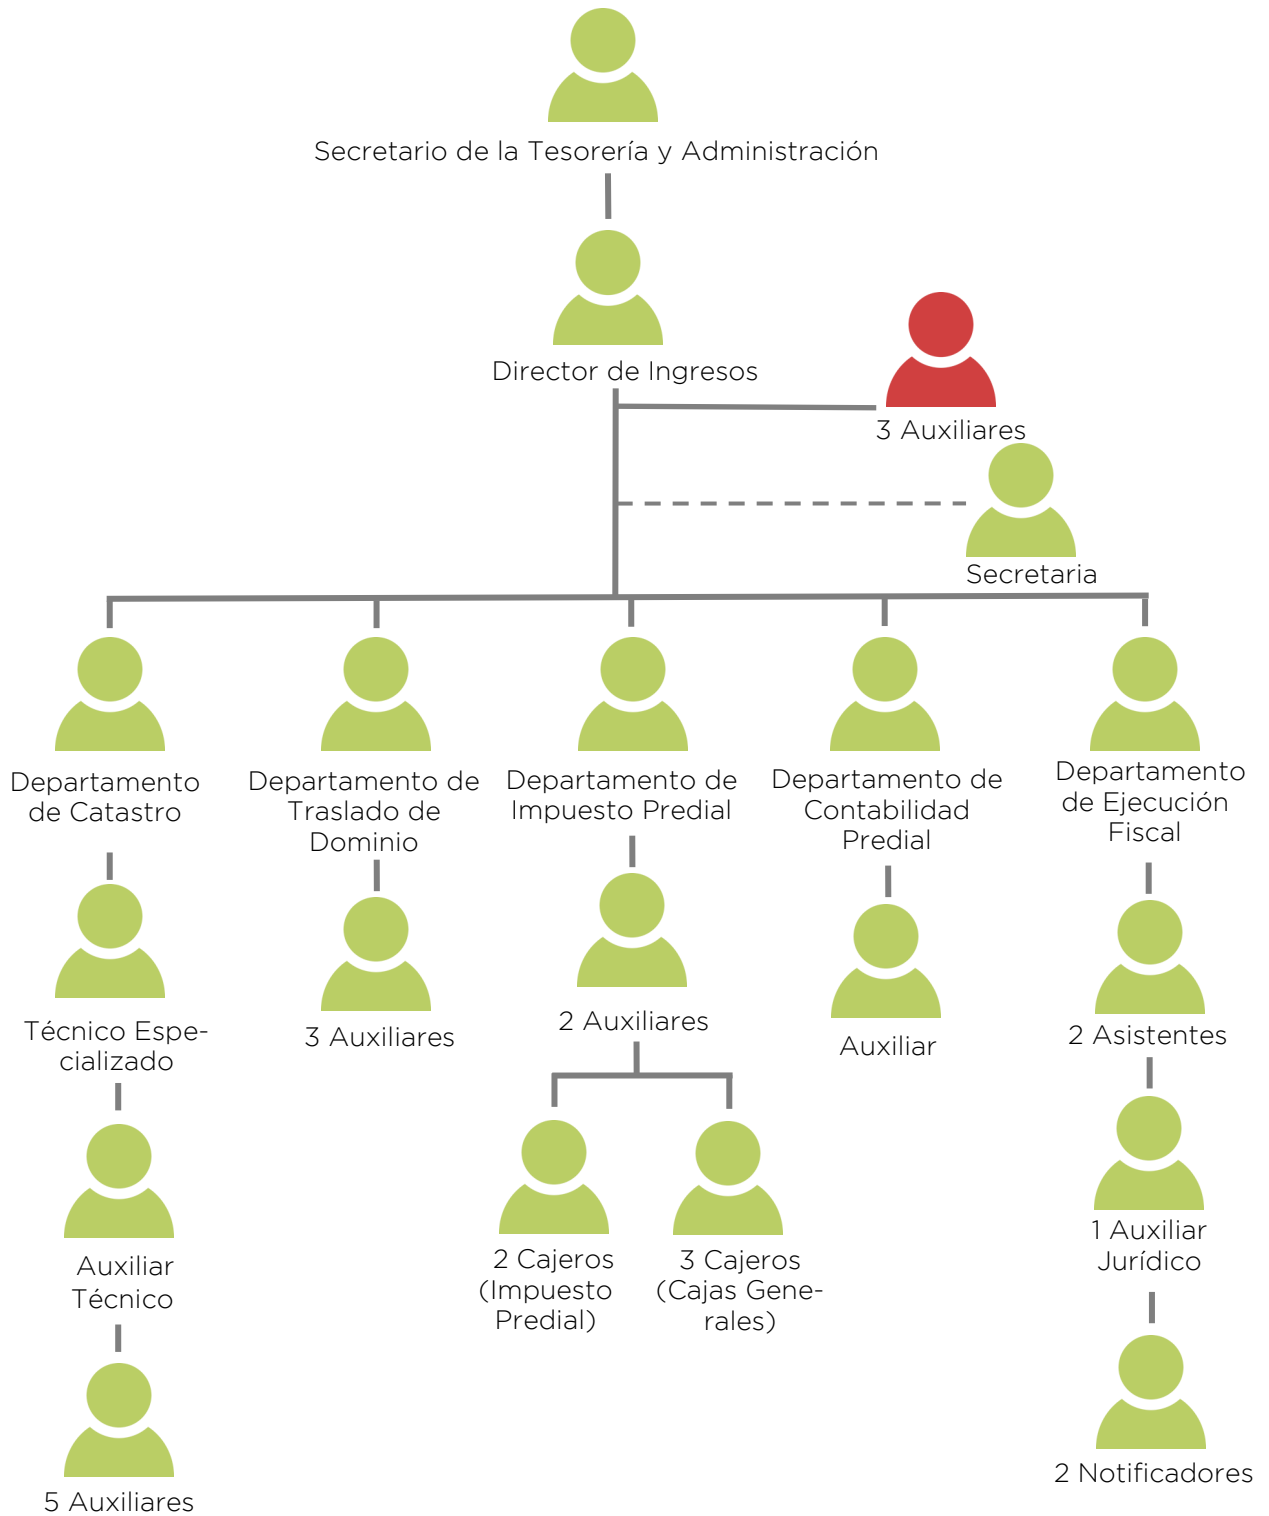 Secretario de la Tesorería y Administración
Director de Ingresos
3 Auxiliares
Secretaria
Departamento
de Catastro
Departamento de
Traslado de
Dominio
Departamento de
Impuesto Predial
Departamento de
Contabilidad
Predial
Departamento
de Ejecución
Fiscal
Técnico Espe-
cializado
3 Auxiliares
2 Auxiliares
Auxiliar
2 Asistentes
Auxiliar
Técnico
2 Cajeros
(Impuesto
Predial)
3 Cajeros
(Cajas Gene-
rales)
1 Auxiliar
Jurídico
5 Auxiliares
2 Notificadores